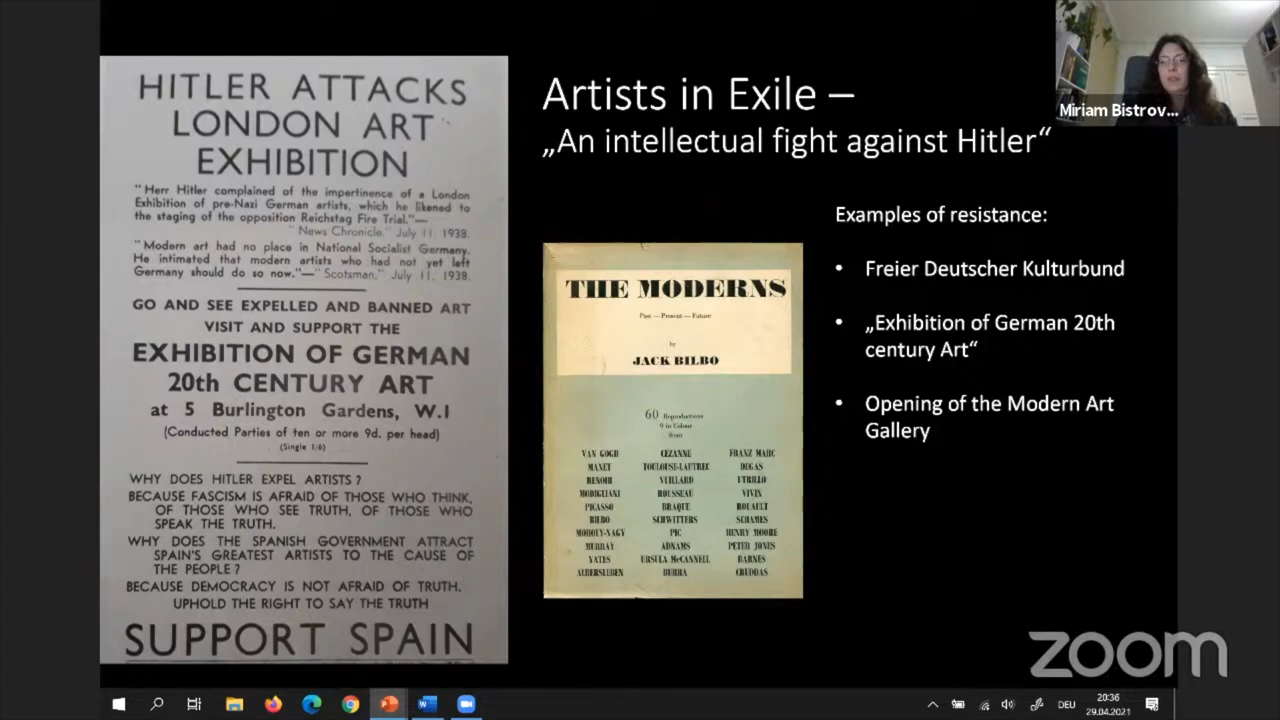 HITLER ATTACKS
LONDON ART
EXHIBITION
"Herr Hitler complained of the impertinence of a London
Exhibition of pre-Nazi German artists, which he likened to
the staging of the opposition Reichstag Fire Trial."—
"News Chronicle," July 11, 1938.
"Modern art had no place in National Socialist Germany.
He intimated that modern artists who had not yet left
Germany should do so now."—"Scotsman," July 11, 1938.
GO AND SEE EXPELLED AND BANNED ART
VISIT AND SUPPORT THE
EXHIBITION OF GERMAN
20th CENTURY ART
at 5 Burlington Gardens, W.I
(Conducted Parties of ten or more 9d. per head)
(Single 1/6)
WHY DOES HITLER EXPEL ARTISTS?
BECAUSE FASCISM IS AFRAID OF THOSE WHO THINK,
OF THOSE WHO SEE TRUTH, OF THOSE WHO
SPEAK THE TRUTH.
WHY DOES THE SPANISH GOVERNMENT ATTRACT
SPAIN'S GREATEST ARTISTS TO THE CAUSE OF
THE PEOPLE?
BECAUSE DEMOCRACY IS NOT AFRAID OF TRUTH.
UPHOLD THE RIGHT TO SAY THE TRUTH
SUPPORT SPAIN
Artists in Exile –
„An intellectual fight against Hitler“
THE MODERNS
Past — Present — Future
by
JACK BILBO
60 Reproductions
9 in Colour
from
VAN GOGH CEZANNE FRANZ MARC
MANET TOULOUSE-LAUTREC DEGAS
RENOIR VUILLARD UTRILLO
MODIGLIANI ROUSSEAU VIVIN
PICASSO BRAQUE ROUAULT
BILBO SCHWITTERS SCHAMES
MOHOLY-NAGY PIC HENRY MOORE
MURRAY ADNAMS PETER JONES
YATES URSULA McCANNELL BARNES
ALBERSLEBEN BURRA CRUDDAS
Examples of resistance:
• Freier Deutscher Kulturbund
• „Exhibition of German 20th
century Art“
• Opening of the Modern Art
Gallery
Miriam Bistrov...
zoom
DEU
20:36
29.04.2021